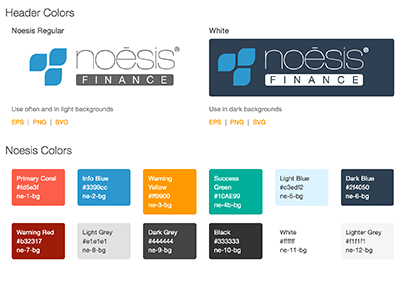 Header Colors
Noesis Regular
White
noēsis®
FINANCE
noēsis®
FINANCE
Use often and in light backgrounds
Use in dark backgrounds
EPS | PNG | SVG
EPS | PNG | SVG
Noesis Colors
Primary Coral
#fd5e3f
ne-1-bg
Info Blue
#3399cc
ne-2-bg
Warning
Yellow
#ff9900
ne-3-bg
Success
Green
#10AE99
ne-4b-bg
Light Blue
#c3edf2
ne-5-bg
Dark Blue
#2f4050
ne-6-bg
Warning Red
#b32317
ne-7-bg
Light Grey
#e1e1e1
ne-8-bg
Dark Grey
#444444
ne-9-bg
Black
#333333
ne-10-bg
White
#ffffff
ne-11-bg
Lighter Grey
#f1f1f1
ne-12-bg